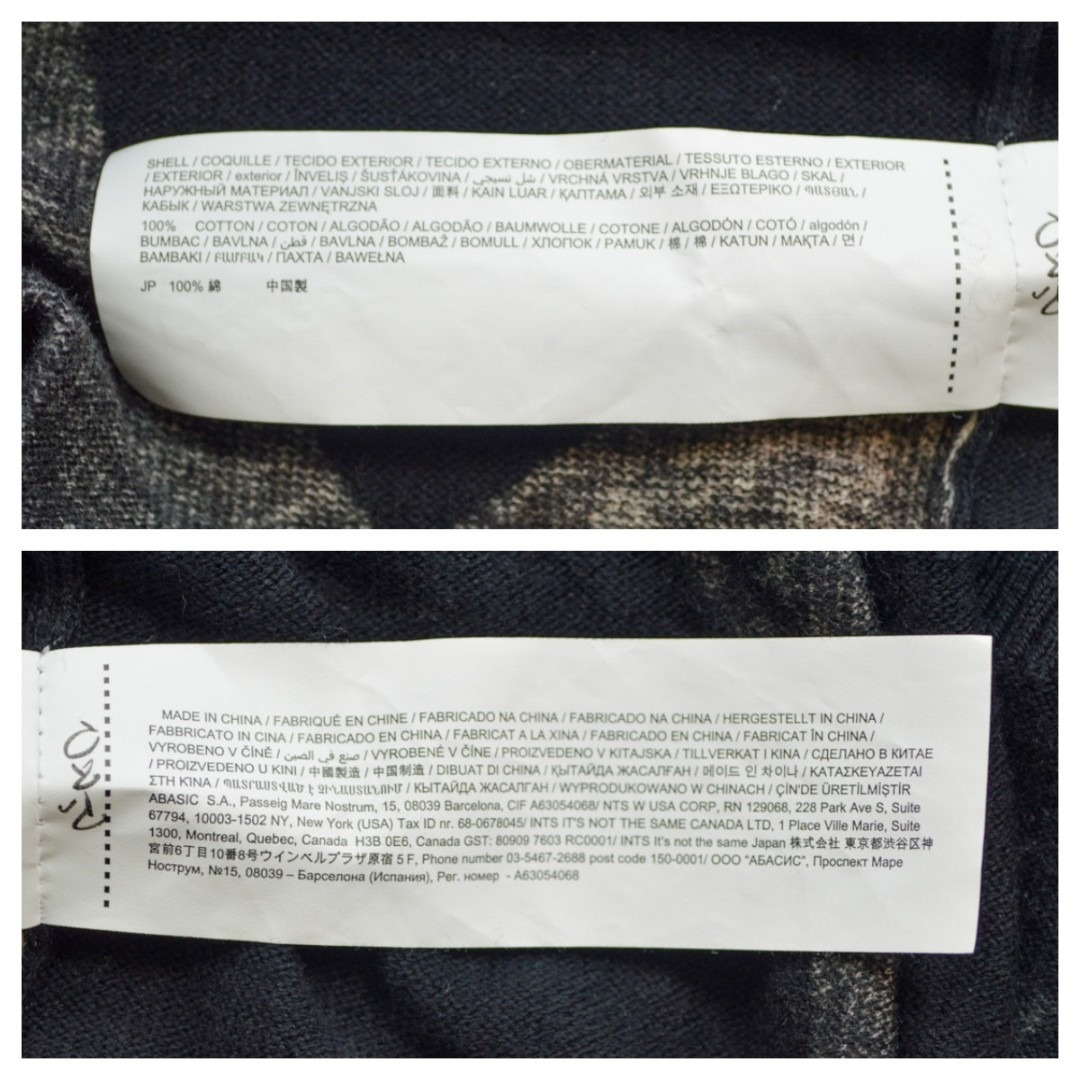 SHELL / COQUILLE / TECIDO EXTERIOR / TECIDO EXTERNO / OBERMATERIAL / TESSUTO ESTERNO / EXTERIOR
/ EXTERIOR / exterior / ÎNVELIŞ / ŠUSŤÁKOVINA / شل نسيجي / VRCHNÁ VRSTVA / VRHNJE BLAGO / SKAL /
НАРУЖНЫЙ МАТЕРИАЛ / VANJSKI SLOJ / 面料 / KAIN LUAR / ҚАПТАМА / 외부 소재 / ΕΞΩΤΕΡΙΚΟ /
КАБЫК / WARSTWA ZEWNĘTRZNA
100% COTTON / COTON / ALGODÃO / ALGODÃO / BAUMWOLLE / COTONE / ALGODÓN / COTÓ / algodón /
BUMBAC / BAVLNA / قطن / BAVLNA / BOMBAŽ / BOMULL / ХЛОПОК / PAMUK / 棉 / 棉 / KATUN / МАҚТА / 면 /
BAMBAKI / ԲԱՄԲԱԿ / ПАХТА / BAWEŁNA
JP 100% 綿 中国製
MADE IN CHINA / FABRIQUÉ EN CHINE / FABRICADO NA CHINA / FABRICADO NA CHINA / HERGESTELLT IN CHINA /
FABBRICATO IN CINA / FABRICADO EN CHINA / FABRICAT A LA XINA / FABRICADO EN CHINA / FABRICAT ÎN CHINA /
VYROBENO V ČÍNĚ / صنع في الصين / VYROBENÉ V ČÍNE / PROIZVEDENO V KITAJSKA / TILLVERKAT I KINA / СДЕЛАНО В КИТАЕ
/ PROIZVEDENO U KINI / 中國製造 / 中国制造 / DIBUAT DI CHINA / ҚЫТАЙДА ЖАСАЛҒАН / 메이드 인 차이나 / ΚΑΤΑΣΚΕΥΑΖΕΤΑΙ
ΣΤΗ ΚΙΝΑ / ՊԱՏՐԱՍՏՎԱԾ Է ՉԻՆԱՍՏԱՆՈՒՄ / КЫТАЙДА ЖАСАЛГАН / WYPRODUKOWANO W CHINACH / ÇİN'DE ÜRETİLMİŞTİR
ABASIC S.A., Passeig Mare Nostrum, 15, 08039 Barcelona, CIF A63054068/ NTS W USA CORP, RN 129068, 228 Park Ave S, Suite
67794, 10003-1502 NY, New York (USA) Tax ID nr. 68-0678045/ INTS IT'S NOT THE SAME CANADA LTD, 1 Place Ville Marie, Suite
1300, Montreal, Quebec, Canada H3B 0E6, Canada GST: 80909 7603 RC0001/ INTS It's not the same Japan 株式会社 東京都渋谷区神
宮前6丁目10番8号ウインベルプラザ原宿５F, Phone number 03-5467-2688 post code 150-0001/ ООО "АБАСИС", Проспект Маре
Нострум, №15, 08039 – Барселона (Испания), Рег. номер - A63054068